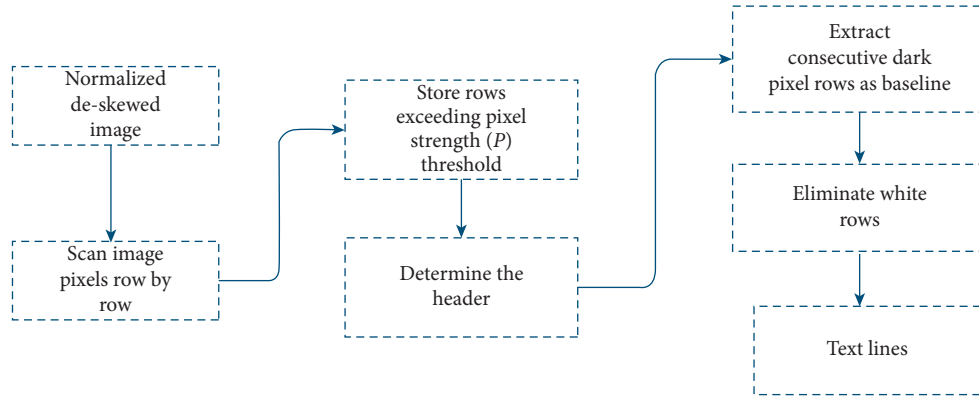 Normalized
de-skewed
image
Scan image
pixels row by
row
Store rows
exceeding pixel
strength (P)
threshold
Determine the
header
Extract
consecutive dark
pixel rows as baseline
Eliminate white
rows
Text lines